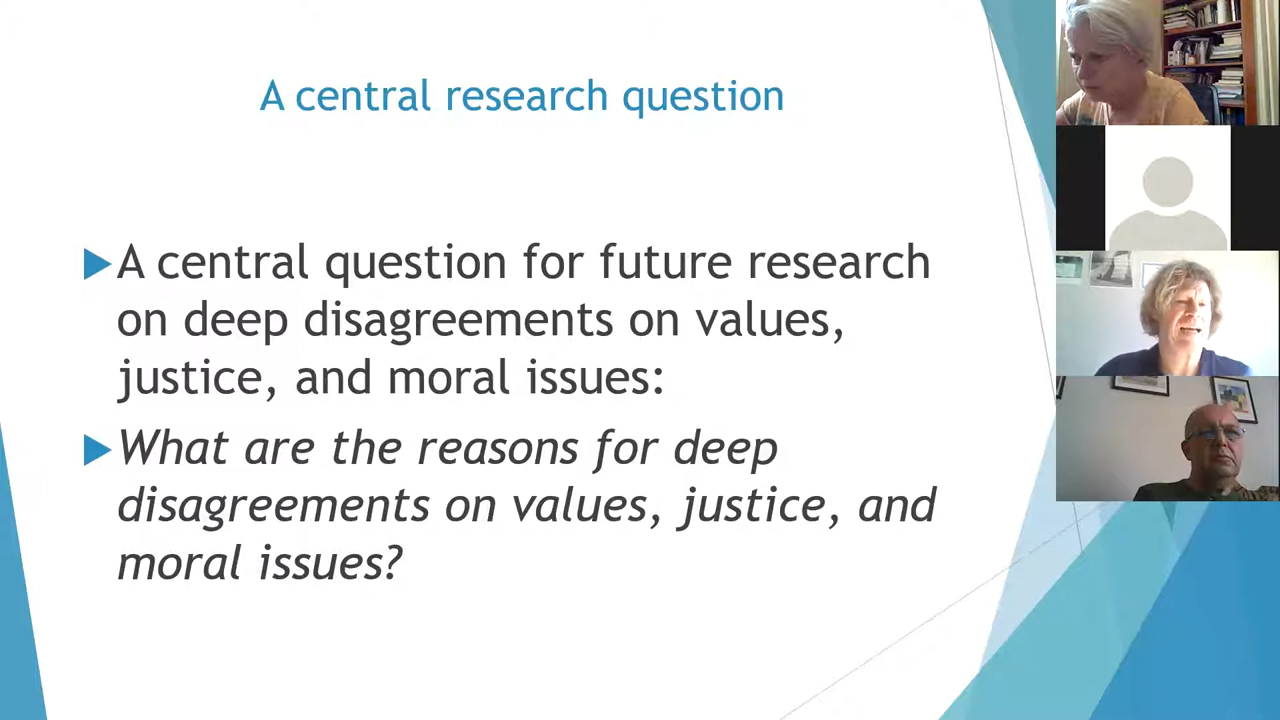 A central research question
A central question for future research
on deep disagreements on values,
justice, and moral issues:
What are the reasons for deep
disagreements on values, justice, and
moral issues?